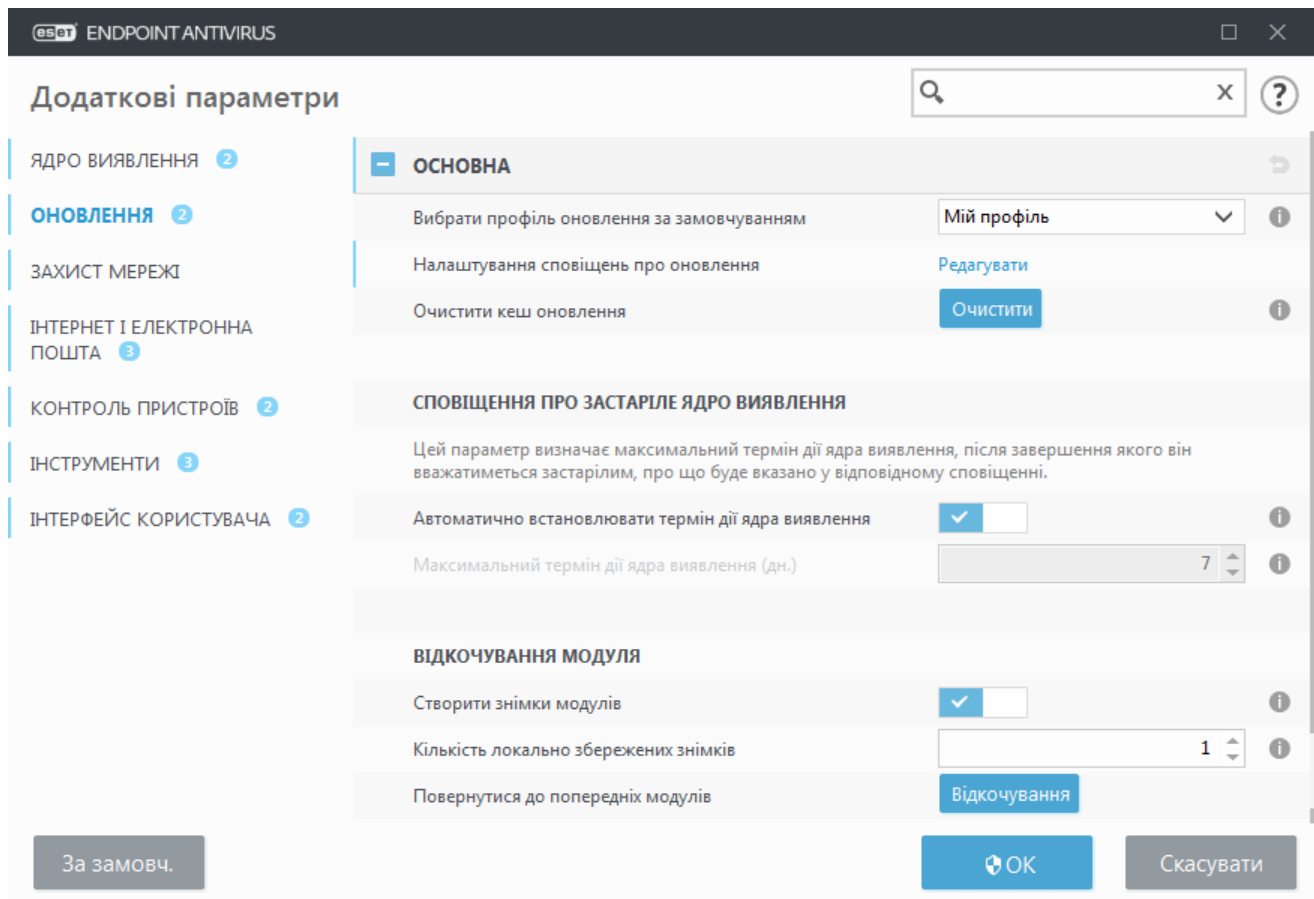 eset ENDPOINT ANTIVIRUS
Додаткові параметри
x
?
ЯДРО ВИЯВЛЕННЯ 2
ОНОВЛЕННЯ 2
ЗАХИСТ МЕРЕЖІ
ІНТЕРНЕТ І ЕЛЕКТРОННА
ПОШТА 3
КОНТРОЛЬ ПРИСТРОЇВ 2
ІНСТРУМЕНТИ 3
ІНТЕРФЕЙС КОРИСТУВАЧА 2
ОСНОВНА
Вибрати профіль оновлення за замовчуванням Мій профіль
Налаштування сповіщень про оновлення Редагувати
Очистити кеш оновлення Очистити
СПОВІЩЕННЯ ПРО ЗАСТАРІЛЕ ЯДРО ВИЯВЛЕННЯ
Цей параметр визначає максимальний термін дії ядра виявлення, після завершення якого він
вважатиметься застарілим, про що буде вказано у відповідному сповіщенні.
Автоматично встановлювати термін дії ядра виявлення
Максимальний термін дії ядра виявлення (дн.) 7
ВІДКОЧУВАННЯ МОДУЛЯ
Створити знімки модулів
Кількість локально збережених знімків 1
Повернутися до попередніх модулів Відкочування
За замовч.
OK
Скасувати